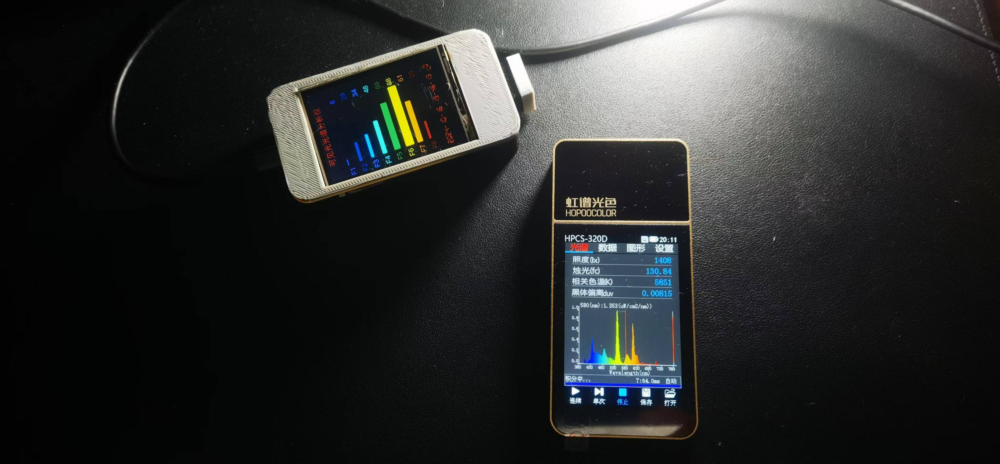 可见光光谱分析仪
8
28
34
48
69
88
61
26
F1
F2
F3
F4
F5
F6
F7
F8
虹谱光色
HOPOOCOLOR
HPCS-320D 20:11
光谱 数据 图形 设置
照度(lx) 1408
烛光(fc) 130.84
相关色温(K) 5851
黑体偏离duv 0.00815
580(nm):1.353(uW/cm2/nm))
1.0
0.8
0.6
0.4
0.2
0.0
380 430 480 530 580 630 680 730 780
Wavelength(nm)
积分中... T:64.0ms 自动
连续 单次 停止 保存 打开